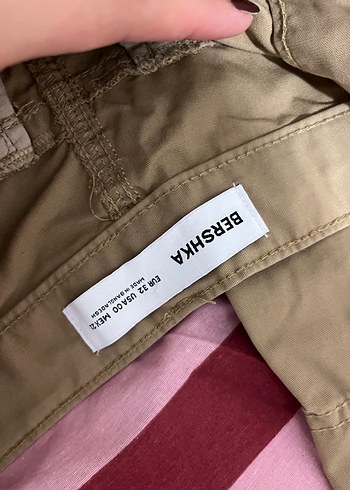 BERSHKA
EUR 32 USA 00 MEX 22
MADE IN BANGLADESH